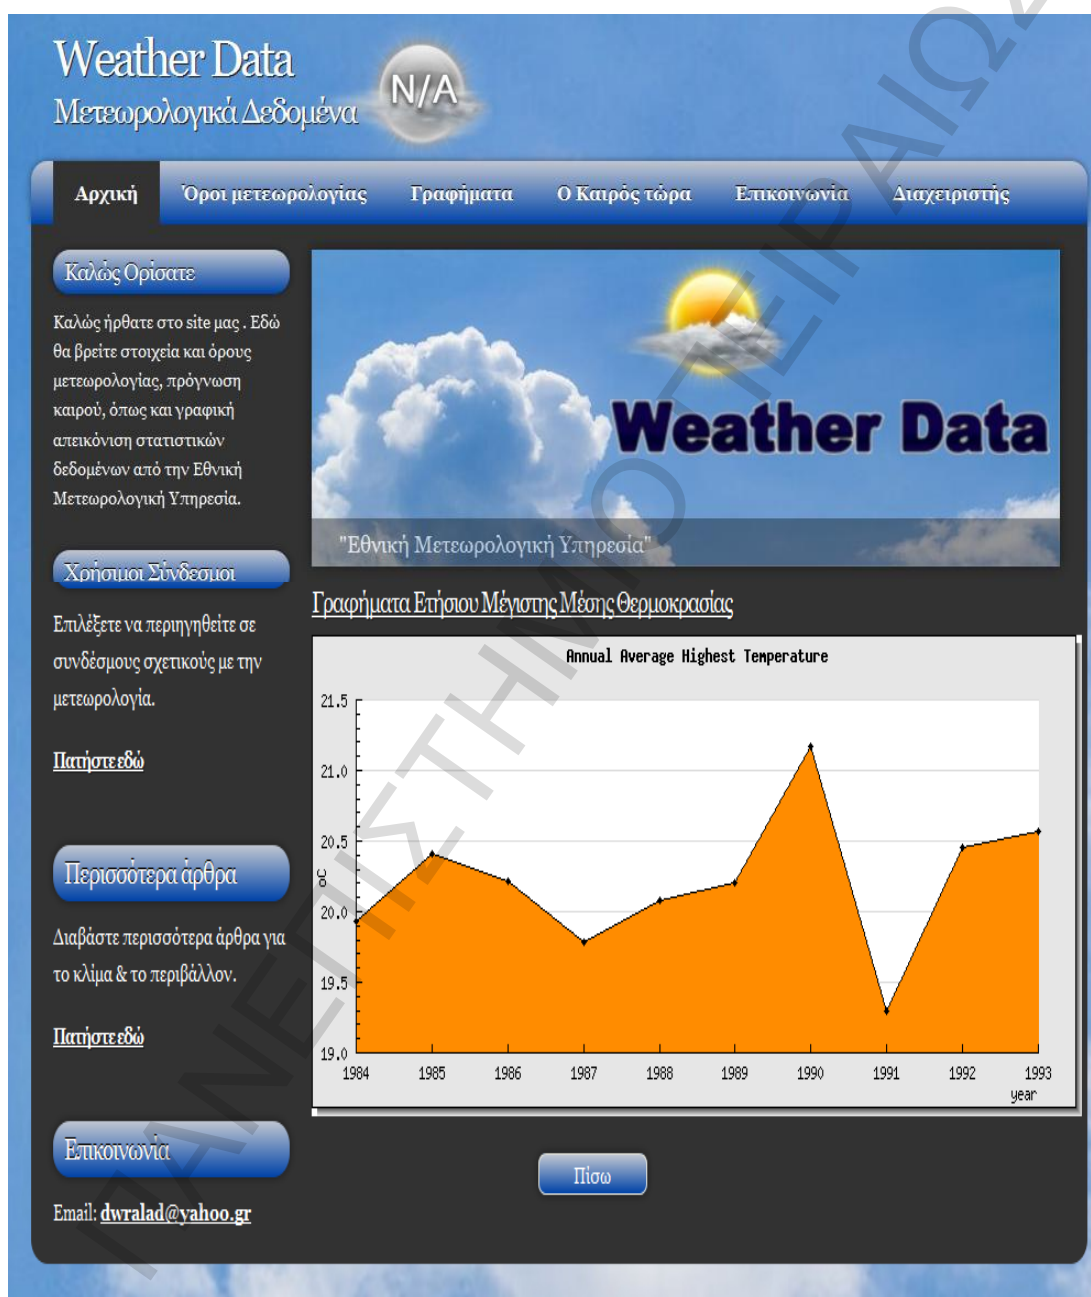 Weather Data
Μετεωρολογικά Δεδομένα
N/A
Αρχική Όροι μετεωρολογίας Γραφήματα Ο Καιρός τώρα Επικοινωνία Διαχειριστής
Καλώς Ορίσατε
Καλώς ήρθατε στο site μας . Εδώ
θα βρείτε στοιχεία και όρους
μετεωρολογίας, πρόγνωση
καιρού, όπως και γραφική
απεικόνιση στατιστικών
δεδομένων από την Εθνική
Μετεωρολογική Υπηρεσία.
Χρήσιμοι Σύνδεσμοι
Επιλέξετε να περιηγηθείτε σε
συνδέσμους σχετικούς με την
μετεωρολογία.
Πατήστε εδώ
Περισσότερα άρθρα
Διαβάστε περισσότερα άρθρα για
το κλίμα & το περιβάλλον.
Πατήστε εδώ
Επικοινωνία
Email: dwralad@yahoo.gr
Weather Data
"Εθνική Μετεωρολογική Υπηρεσία"
Γραφήματα Ετήσιου Μέγιστης Μέσης Θερμοκρασίας
Annual Average Highest Temperature
21.5
21.0
20.5
oC
20.0
19.5
19.0
1984 1985 1986 1987 1988 1989 1990 1991 1992 1993
year
Πίσω
ΠΑΝΕΠΙΣΤΗΜΙΟ ΠΕΙΡΑΙΩΣ